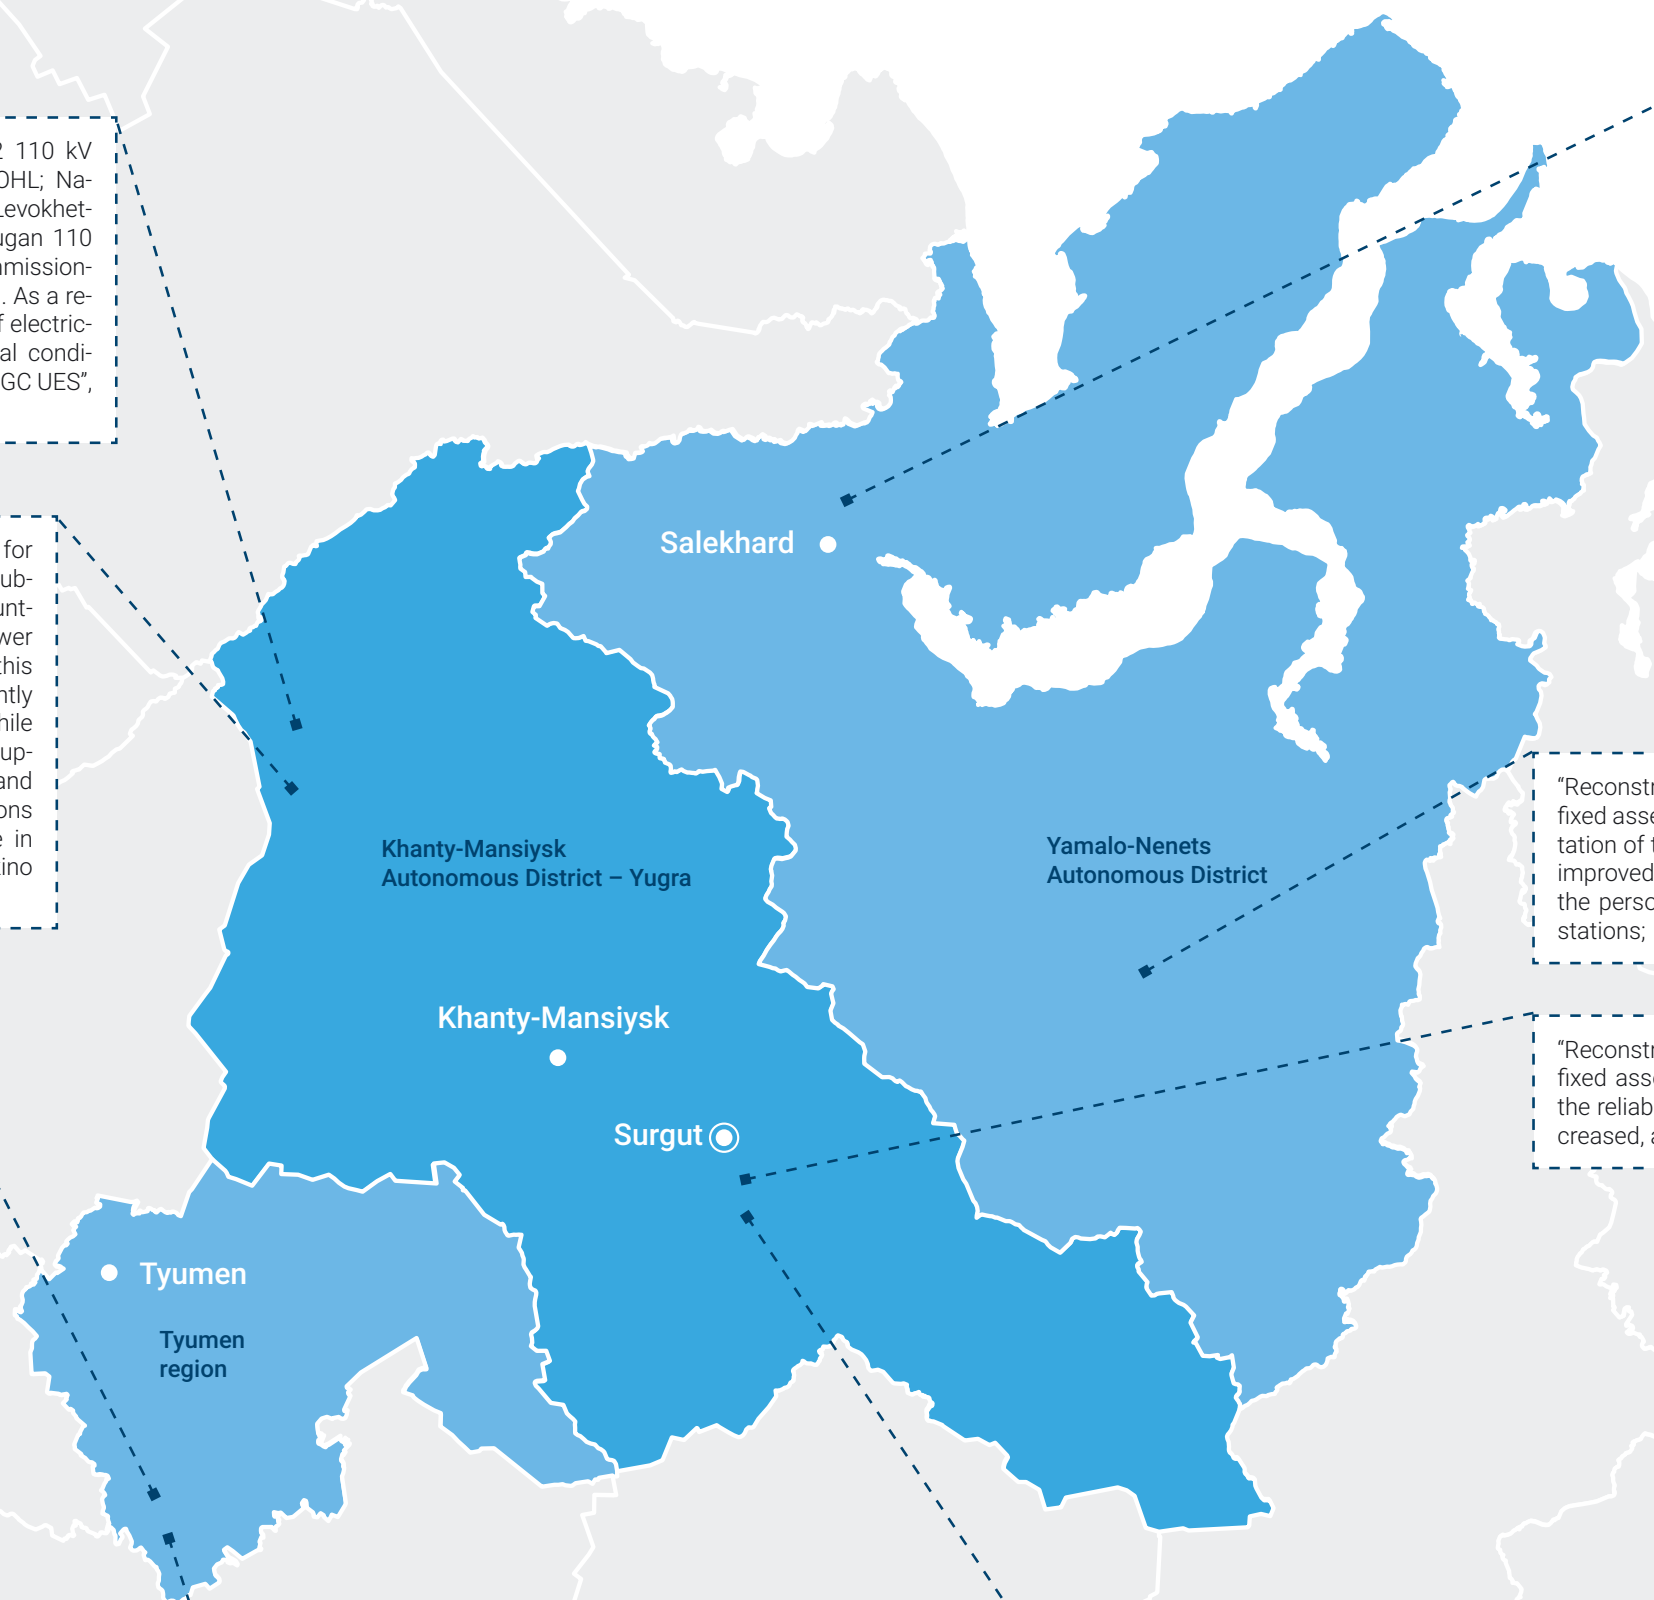 2 110 kV
OHL; Na-
Levokhet-
ugan 110
mmission-
. As a re-
f electric-
al condi-
GC UES”,
for
ub-
unt-
wer
this
ntly
hile
up-
and
ons
e in
kino
Salekhard
Khanty-Mansiysk
Autonomous District – Yugra
Yamalo-Nenets
Autonomous District
Khanty-Mansiysk
Surgut
Tyumen
Tyumen
region
“Reconstr
fixed asse
tation of t
improved
the perso
stations;
“Reconstr
fixed asse
the reliab
creased, a